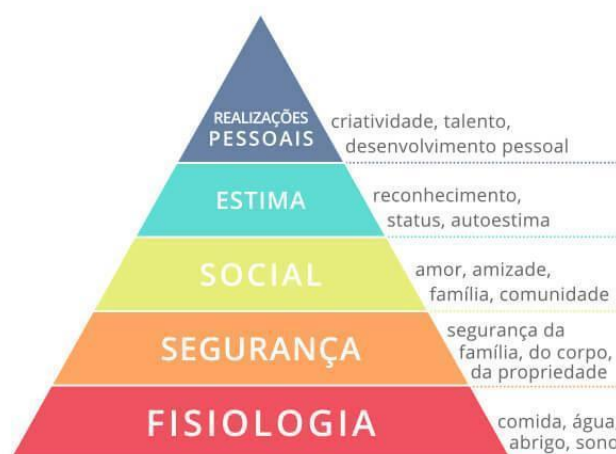 REALIZAÇÕES
PESSOAIS
criatividade, talento,
desenvolvimento pessoal
ESTIMA
reconhecimento,
status, autoestima
SOCIAL
amor, amizade,
família, comunidade
SEGURANÇA
segurança da
família, do corpo,
da propriedade
FISIOLOGIA
comida, água,
abrigo, sono